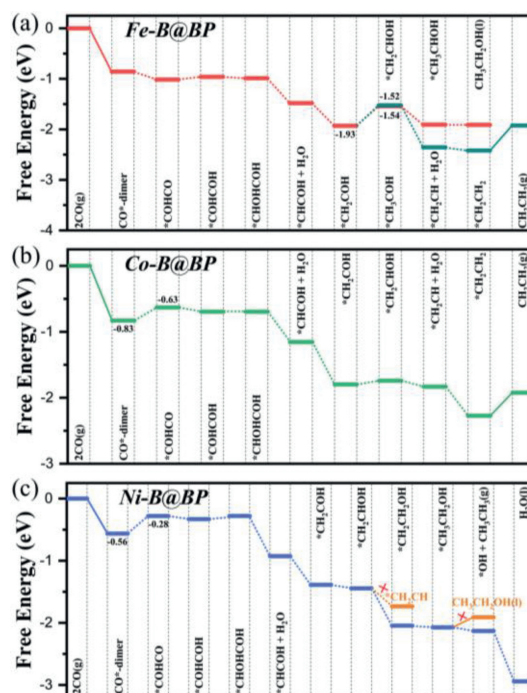 (a)
Fe-B@BP
Free Energy (eV)
0
-1
-2
-3
-4
2CO(g)
CO*-dimer
*COHCO
*COHCOH
*CHOHCOH
*CHCOH + H2O
*CH2COH
*CH2CHOH
*CH3COH
*CH3CHOH
*CH2CH + H2O
CH3CH2OH(l)
*CH2CH2
CH2CH2(g)
-1.93
-1.52
-1.54
(b)
Co-B@BP
Free Energy (eV)
0
-1
-2
-3
2CO(g)
CO*-dimer
*COHCO
*COHCOH
*CHOHCOH
*CHCOH + H2O
*CH2COH
*CH2CHOH
*CH2CH + H2O
*CH2CH2
CH2CH2(g)
-0.83
-0.63
(c)
Ni-B@BP
Free Energy (eV)
0
-1
-2
-3
2CO(g)
CO*-dimer
*COHCO
*COHCOH
*CHOHCOH
*CHCOH + H2O
*CH2COH
*CH2CHOH
*CH2CH2OH
*CH3CH2OH
H2O(l)
-0.56
-0.28
*CH2CH
CH3CH2OH(l)